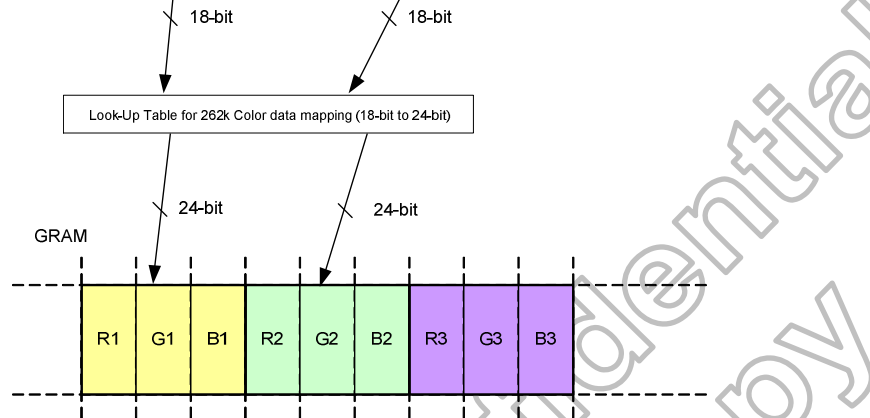 18-bit 18-bit
Look-Up Table for 262k Color data mapping (18-bit to 24-bit)
24-bit 24-bit
GRAM
R1 G1 B1 R2 G2 B2 R3 G3 B3